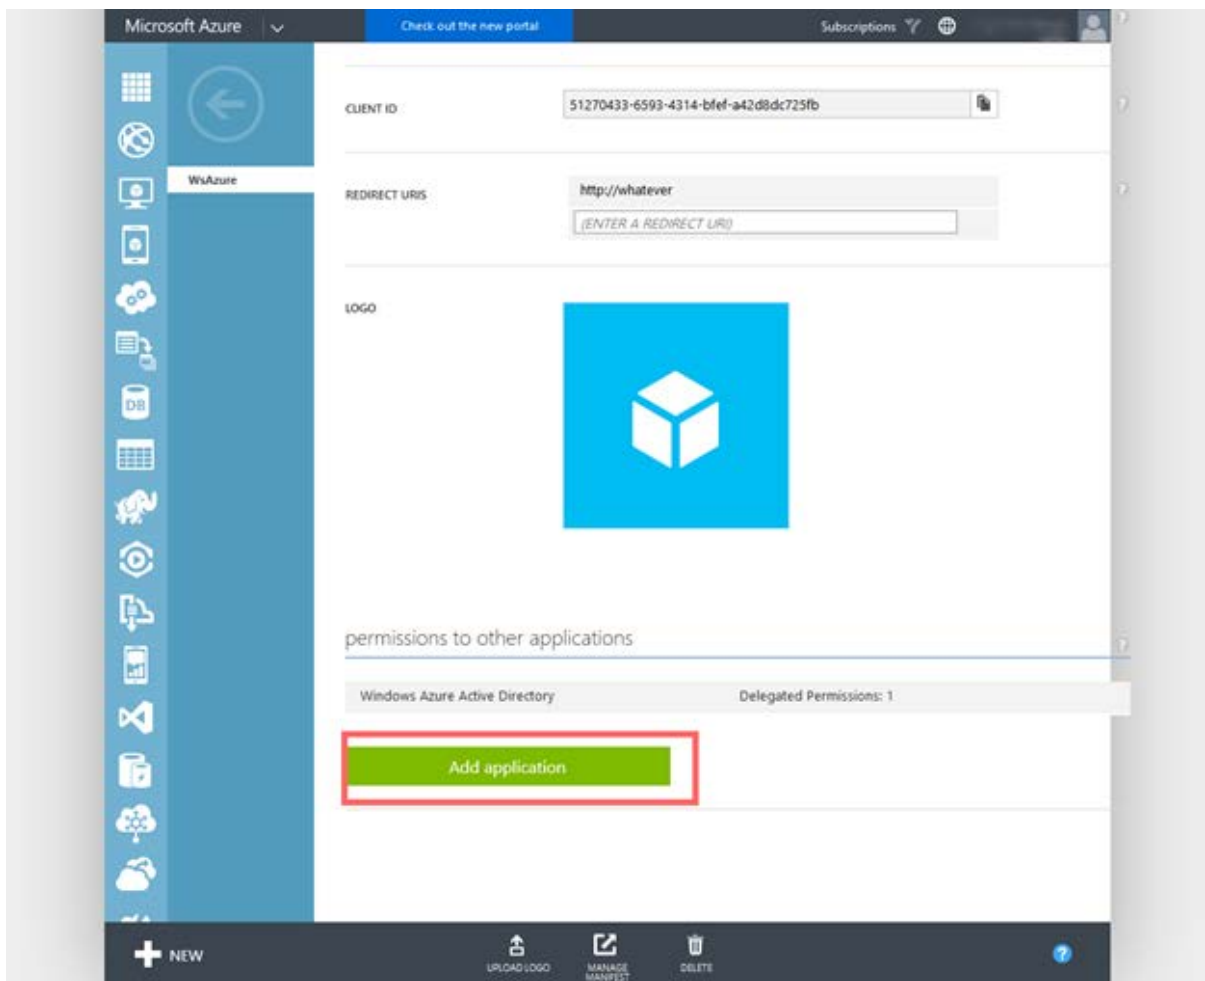 Microsoft Azure
Check out the new portal
Subscriptions
CLIENT ID
51270433-6593-4314-bfef-a42d8dc725fb
WsAzure
REDIRECT URIS
http://whatever
(ENTER A REDIRECT URI)
LOGO
DB
permissions to other applications
Windows Azure Active Directory
Delegated Permissions: 1
Add application
NEW
UPLOAD LOGO
MANAGE
MANIFEST
DELETE